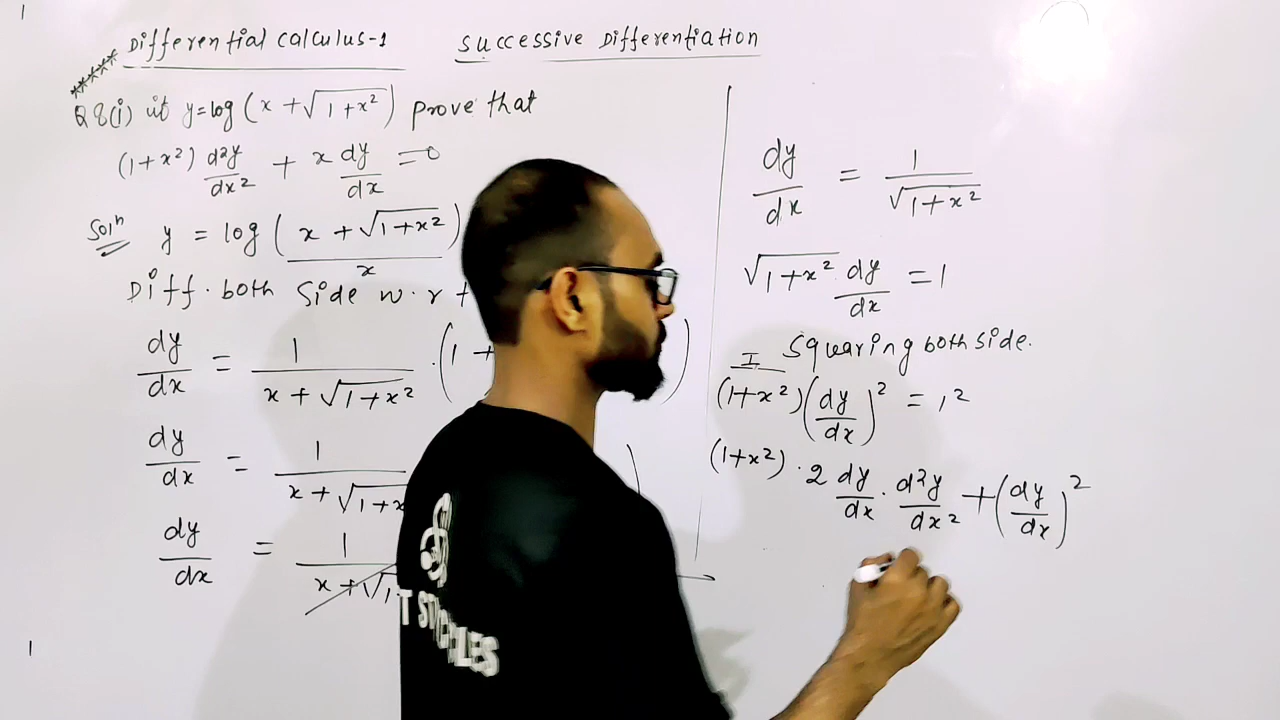 ***** Differential Calculus-1 Successive Differentiation
Q8(i) if y=log(x+√1+x²) prove that
(1+x²) d²y/dx² + x dy/dx =0
Solⁿ y = log(x+√1+x²)
x
Diff. both Side w.r.t
dy/dx = 1/(x+√1+x²) .(1+
dy/dx = 1/(x+√1+x
dy/dx = 1/(x+√1
dy/dx = 1/√1+x²
√1+x² dy/dx =1
I Squaring both side.
(1+x²)(dy/dx)² = 1²
(1+x²).2 dy/dx . d²y/dx² +(dy/dx)²
T STCLES